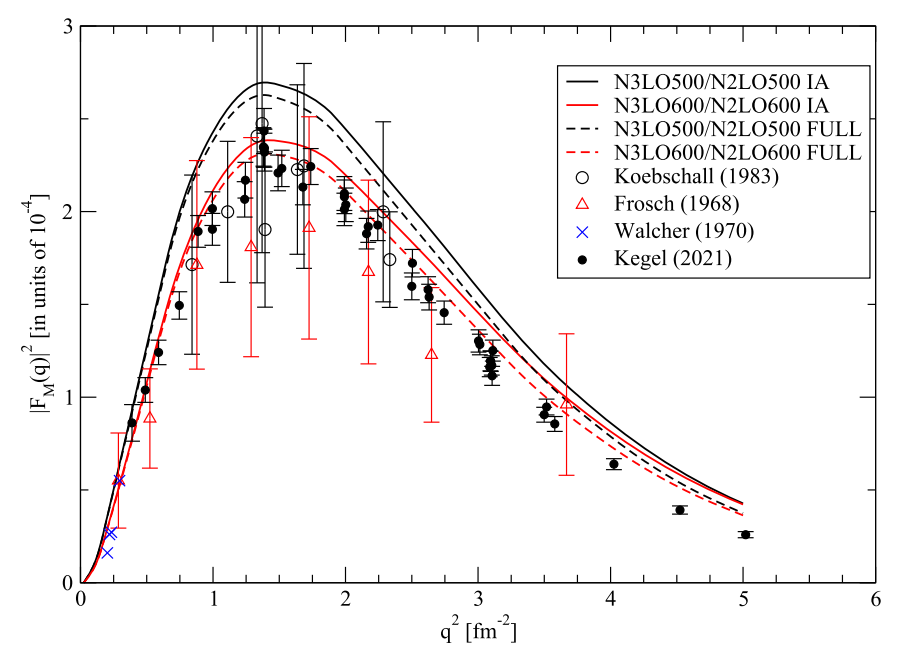 3
2
1
0
|F_M(q)|^2 [in units of 10^-4]
N3LO500/N2LO500 IA
N3LO600/N2LO600 IA
N3LO500/N2LO500 FULL
N3LO600/N2LO600 FULL
Koebschall (1983)
Frosch (1968)
Walcher (1970)
Kegel (2021)
0 1 2 3 4 5 6
q^2 [fm^-2]